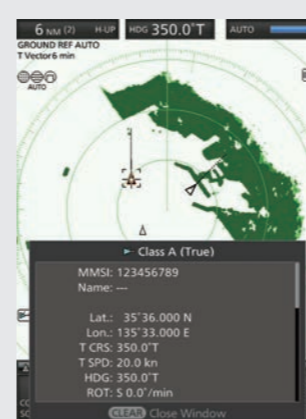 6 NM (2) H-UP HDG 350.0°T AUTO
GROUND REF AUTO
T Vector 6 min
AUTO
Class A (True)
MMSI: 123456789
Name: ---
Lat.: 35°36.000 N
Lon.: 135°33.000 E
T CRS: 350.0°T
T SPD: 20.0 kn
HDG: 350.0°T
ROT: S 0.0°/min
CLEAR Close Window